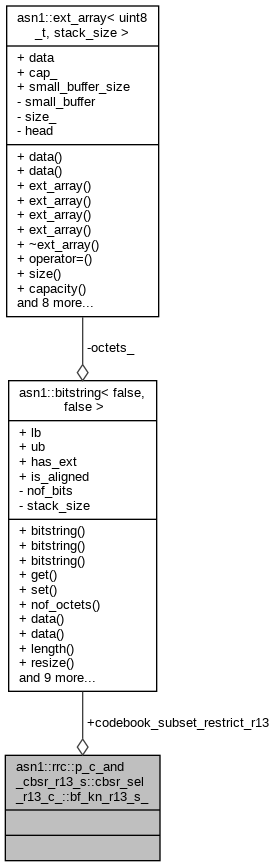 asn1::ext_array< uint8
_t, stack_size >
+ data
+ cap_
+ small_buffer_size
- small_buffer
- size_
- head
+ data()
+ data()
+ ext_array()
+ ext_array()
+ ext_array()
+ ext_array()
+ ~ext_array()
+ operator=()
+ size()
+ capacity()
and 8 more...
-octets_
asn1::bitstring< false,
false >
+ lb
+ ub
+ has_ext
+ is_aligned
- nof_bits
- stack_size
+ bitstring()
+ bitstring()
+ bitstring()
+ get()
+ set()
+ nof_octets()
+ data()
+ data()
+ length()
+ resize()
and 9 more...
+codebook_subset_restrict_r13
asn1::rrc::p_c_and
_cbsr_r13_s::cbsr_sel
_r13_c_::bf_kn_r13_s_